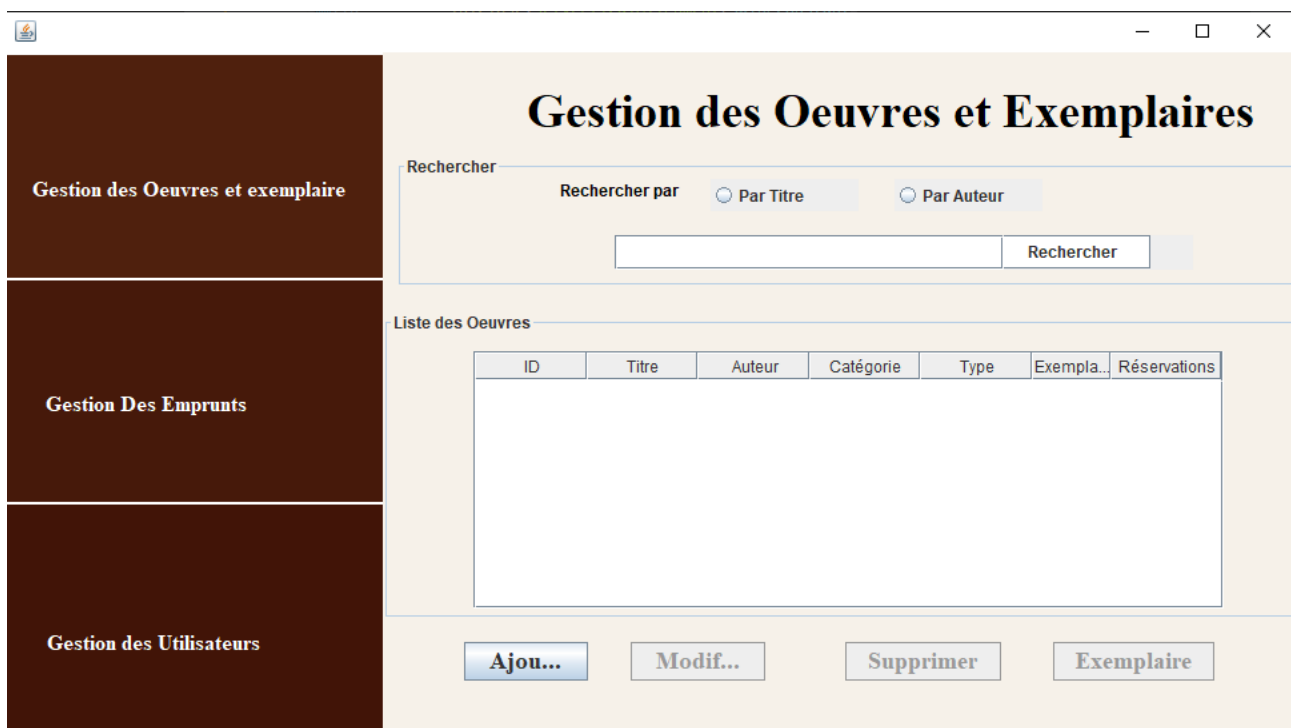 Gestion des Oeuvres et Exemplaires
Rechercher
Gestion des Oeuvres et exemplaire
Rechercher par Par Titre Par Auteur
Rechercher
Liste des Oeuvres
ID Titre Auteur Catégorie Type Exempla... Réservations
Gestion Des Emprunts
Gestion des Utilisateurs
Ajou... Modif... Supprimer Exemplaire